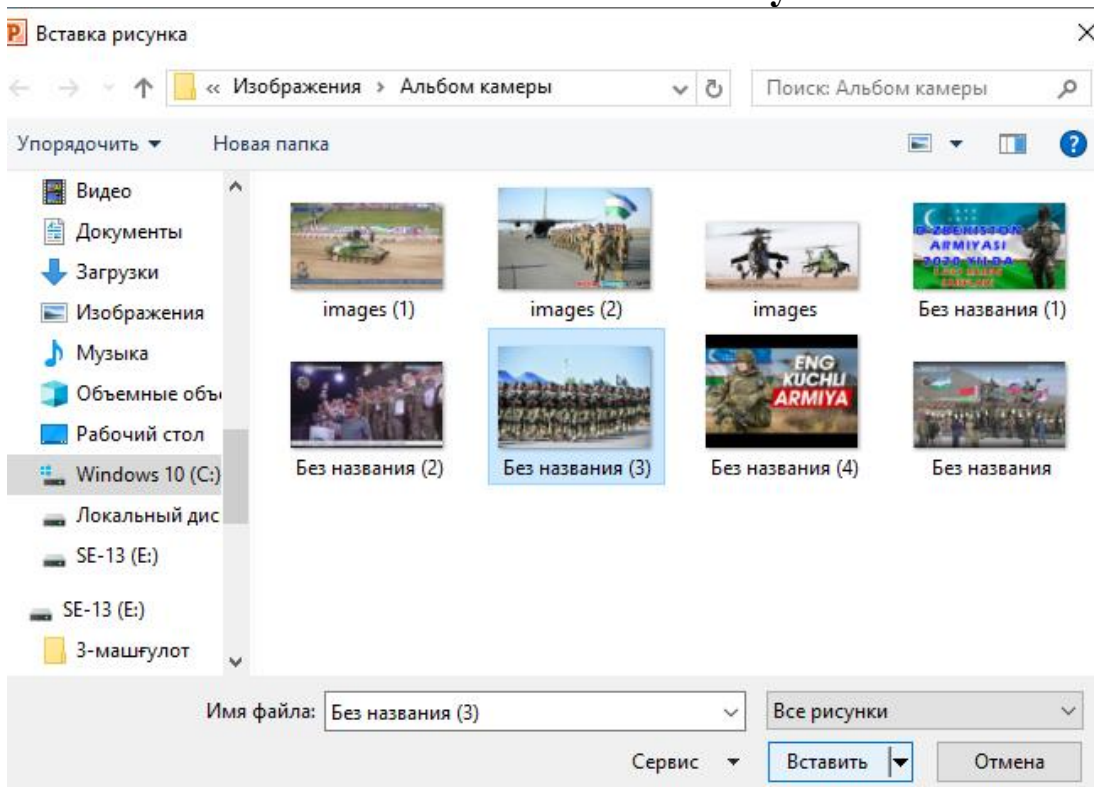 Вставка рисунка
« Изображения › Альбом камеры
Поиск: Альбом камеры
Упорядочить
Новая папка
Видео
Документы
Загрузки
Изображения
Музыка
Объемные объ
Рабочий стол
Windows 10 (C:)
Локальный дис
SE-13 (E:)
SE-13 (E:)
3-машғулот
images (1)
images (2)
images
ARMIYASI
2020 YILDA
Без названия (1)
Без названия (2)
Без названия (3)
ENG
KUCHLI
ARMIYA
Без названия (4)
Без названия
Имя файла: Без названия (3)
Все рисунки
Сервис
Вставить
Отмена